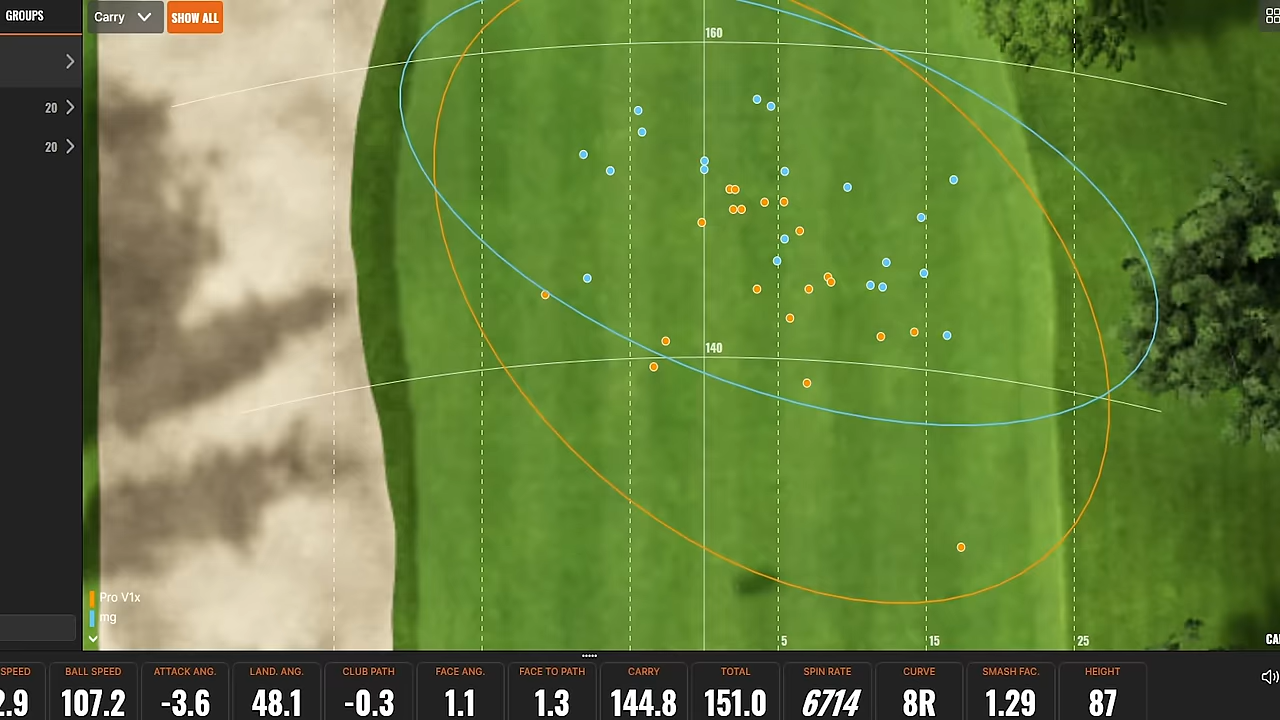 GROUPS
Carry
SHOW ALL
20
20
160
140
Pro V1x
mg
5
15
25
SPEED
2.9
BALL SPEED
107.2
ATTACK ANG.
-3.6
LAND. ANG.
48.1
CLUB PATH
-0.3
FACE ANG.
1.1
FACE TO PATH
1.3
CARRY
144.8
TOTAL
151.0
SPIN RATE
6714
CURVE
8R
SMASH FAC.
1.29
HEIGHT
87